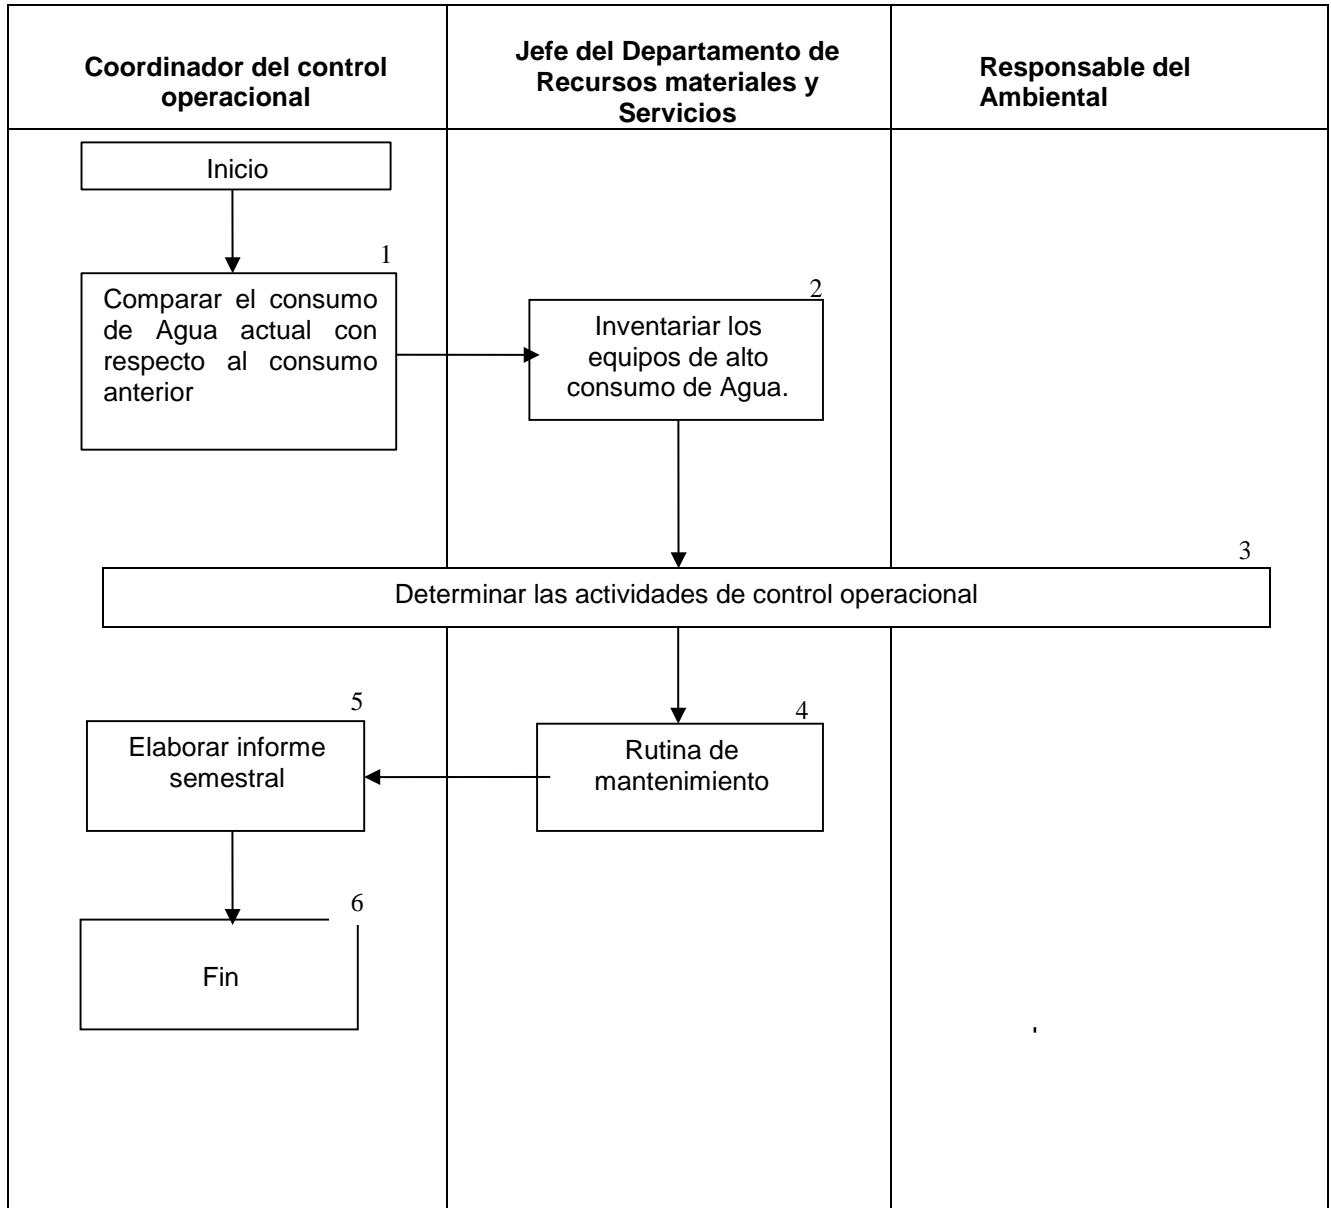 Coordinador del control
operacional
Jefe del Departamento de
Recursos materiales y
Servicios
Responsable del
Ambiental
Inicio
1
Comparar el consumo
de Agua actual con
respecto al consumo
anterior
2
Inventariar los
equipos de alto
consumo de Agua.
3
Determinar las actividades de control operacional
4
Rutina de
mantenimiento
5
Elaborar informe
semestral
6
Fin